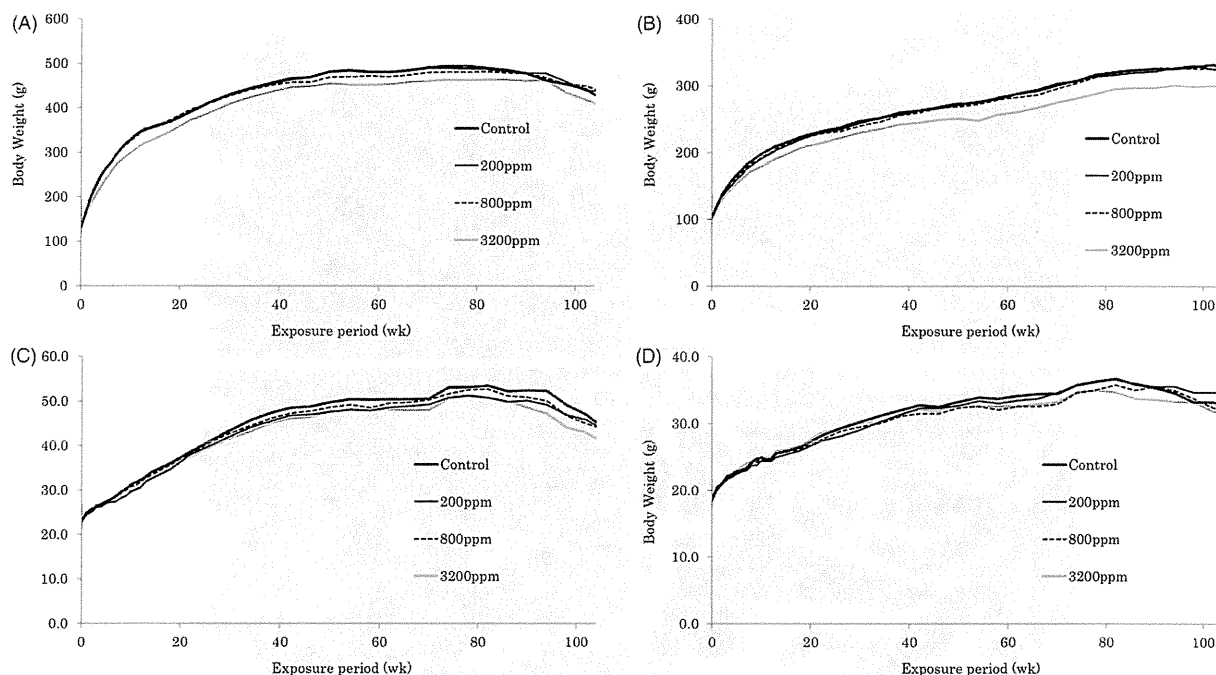 (A)
600
500
400
300
200
100
0
Body Weight (g)
Control
200ppm
800ppm
3200ppm
0 20 40 60 80 100
Exposure period (wk)
(B)
400
300
200
100
0
Body Weight (g)
Control
200ppm
800ppm
3200ppm
0 20 40 60 80 100
Exposure period (wk)
(C)
60.0
50.0
40.0
30.0
20.0
10.0
0.0
Body Weight (g)
Control
200ppm
800ppm
3200ppm
0 20 40 60 80 100
Exposure period (wk)
(D)
40.0
30.0
20.0
10.0
0.0
Body Weight (g)
Control
200ppm
800ppm
3200ppm
0 20 40 60 80 100
Exposure period (wk)